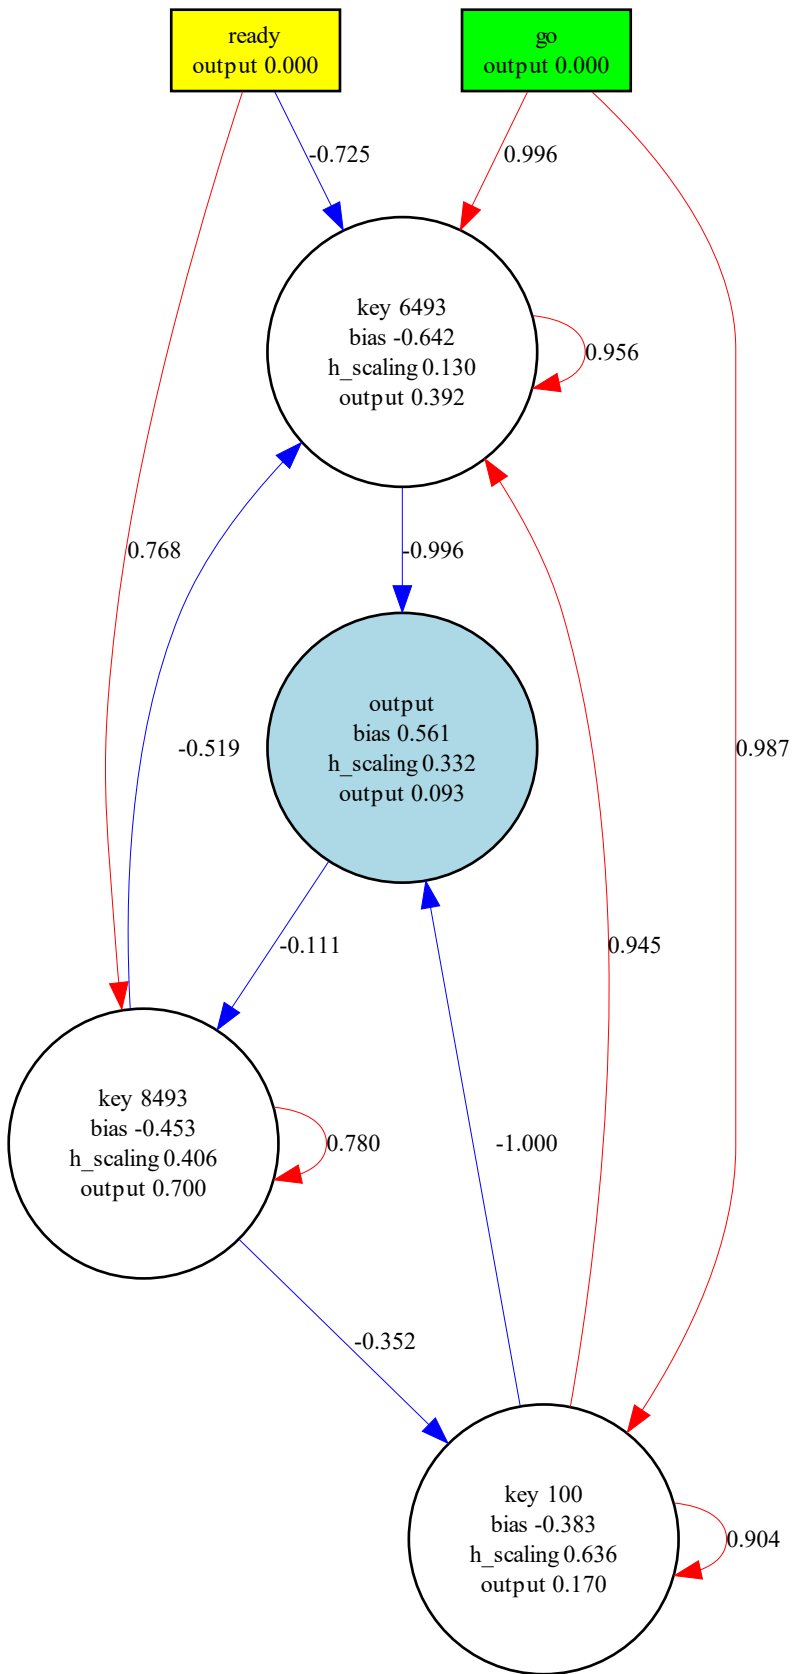 ready
output 0.000
go
output 0.000
-0.725
0.996
key 6493
bias -0.642
h_scaling 0.130
output 0.392
0.956
0.768
-0.996
output
bias 0.561
h_scaling 0.332
output 0.093
-0.519
0.987
-0.111
0.945
key 8493
bias -0.453
h_scaling 0.406
output 0.700
0.780
-1.000
-0.352
key 100
bias -0.383
h_scaling 0.636
output 0.170
0.904